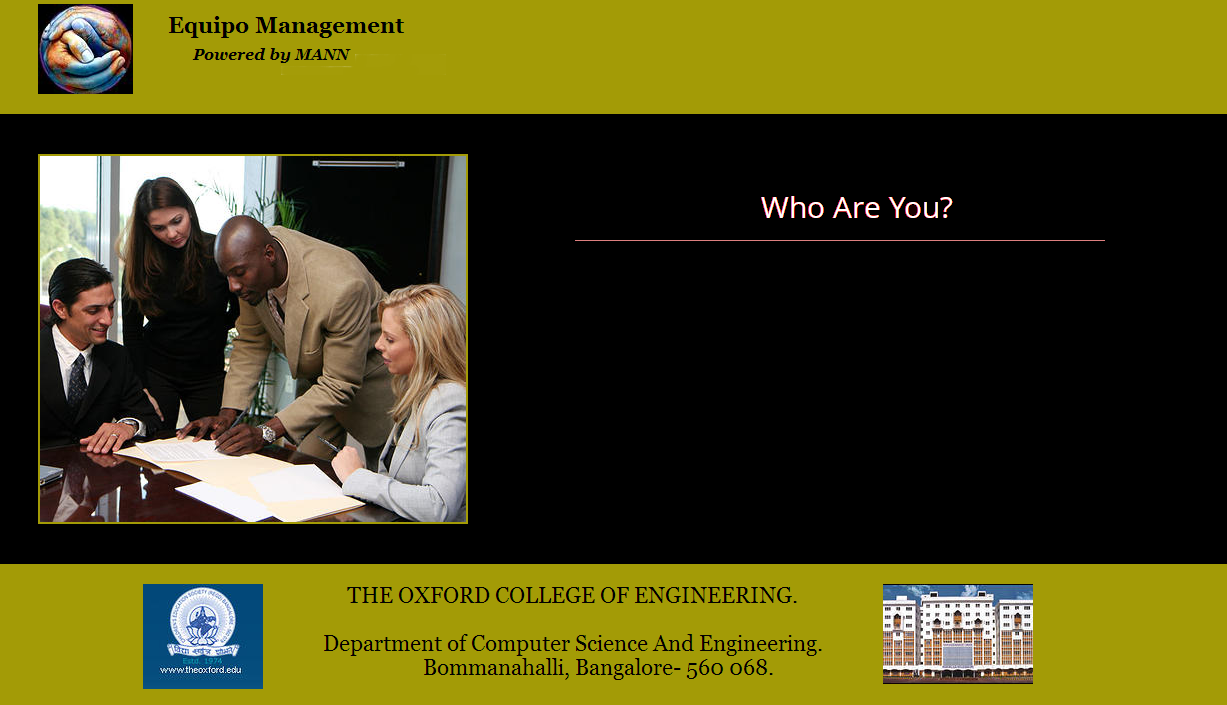 Equipo Management
Powered by MANN
Who Are You?
THE OXFORD COLLEGE OF ENGINEERING.
Department of Computer Science And Engineering.
Bommanahalli, Bangalore- 560 068.
Estd. 1974
www.theoxford.edu